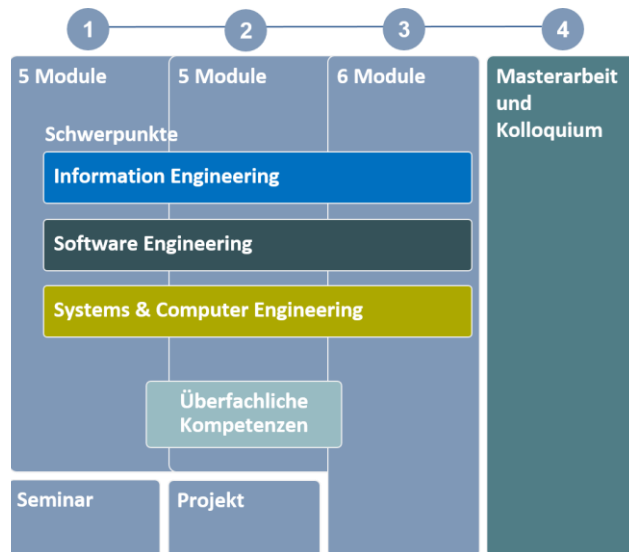 1
2
3
4
5 Module
5 Module
6 Module
Masterarbeit
und
Kolloquium
Schwerpunkte
Information Engineering
Software Engineering
Systems & Computer Engineering
Überfachliche
Kompetenzen
Seminar
Projekt